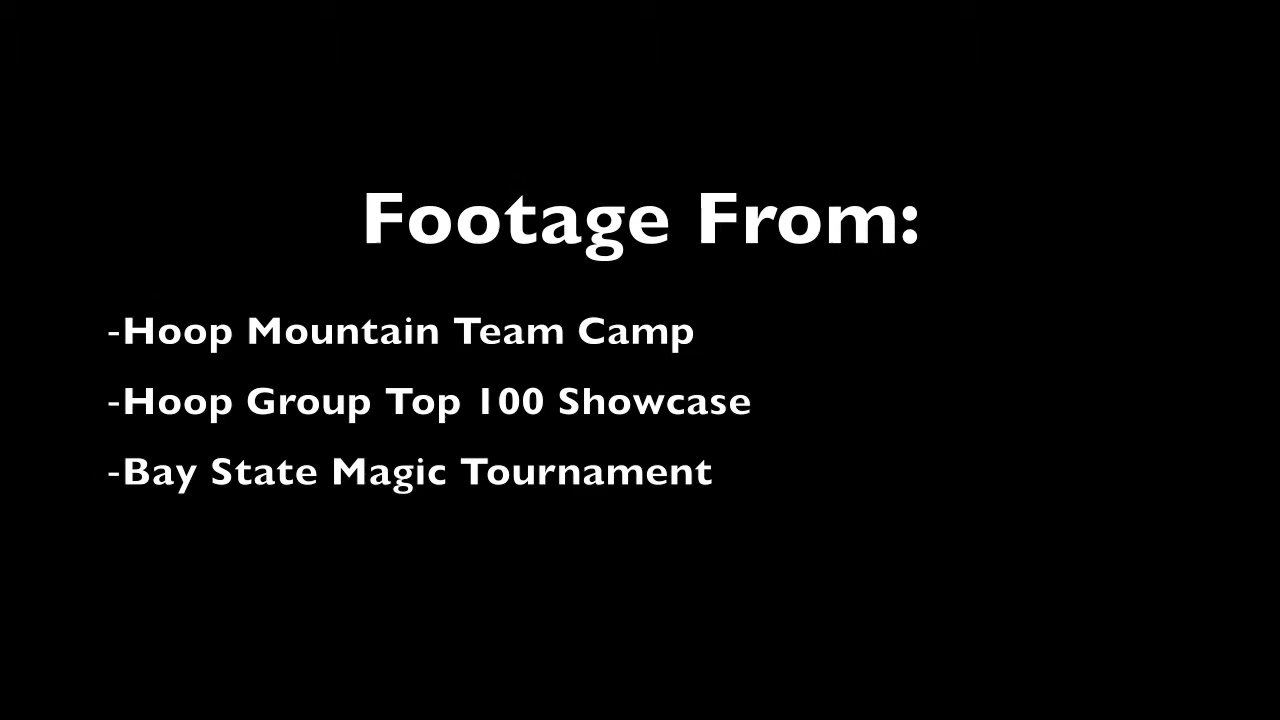 Footage From:
-Hoop Mountain Team Camp
-Hoop Group Top 100 Showcase
-Bay State Magic Tournament